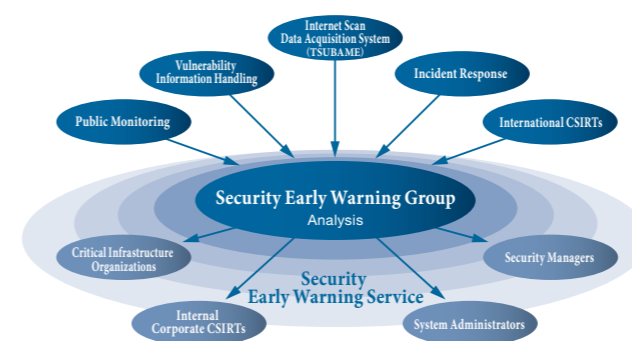 Internet Scan
Data Acquisition System
(TSUBAME)
Vulnerability
Information Handling
Incident Response
Public Monitoring
International CSIRTs
Security Early Warning Group
Analysis
Critical Infrastructure
Organizations
Security Managers
Security
Early Warning Service
Internal
Corporate CSIRTs
System Administrators